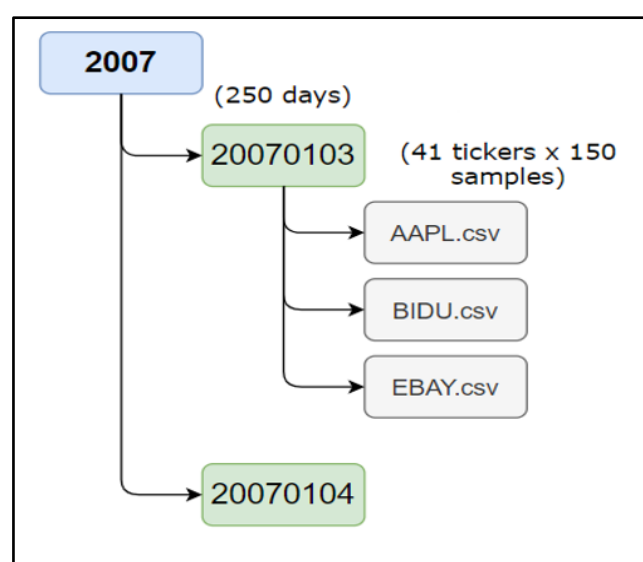 2007
(250 days)
20070103
(41 tickers x 150
samples)
AAPL.csv
BIDU.csv
EBAY.csv
20070104